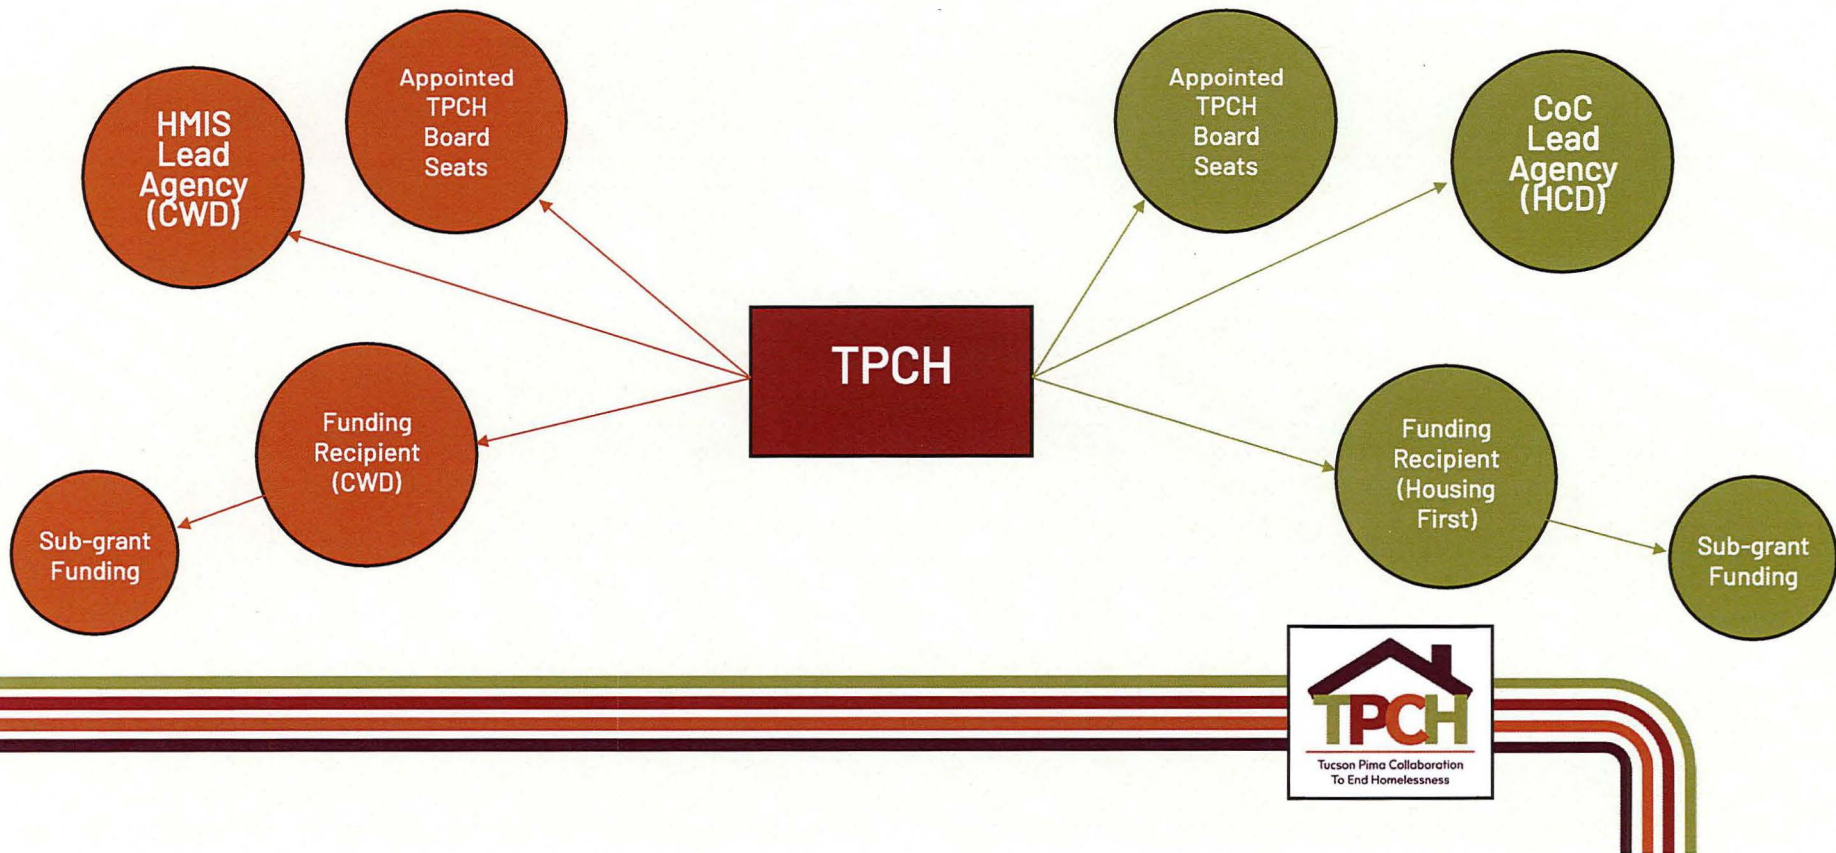 HMIS
Lead
Agency
(CWD)
Appointed
TPCH
Board
Seats
Appointed
TPCH
Board
Seats
CoC
Lead
Agency
(HCD)
TPCH
Funding
Recipient
(CWD)
Sub-grant
Funding
Funding
Recipient
(Housing
First)
Sub-grant
Funding
TPCH
Tucson Pima Collaboration
To End Homelessness